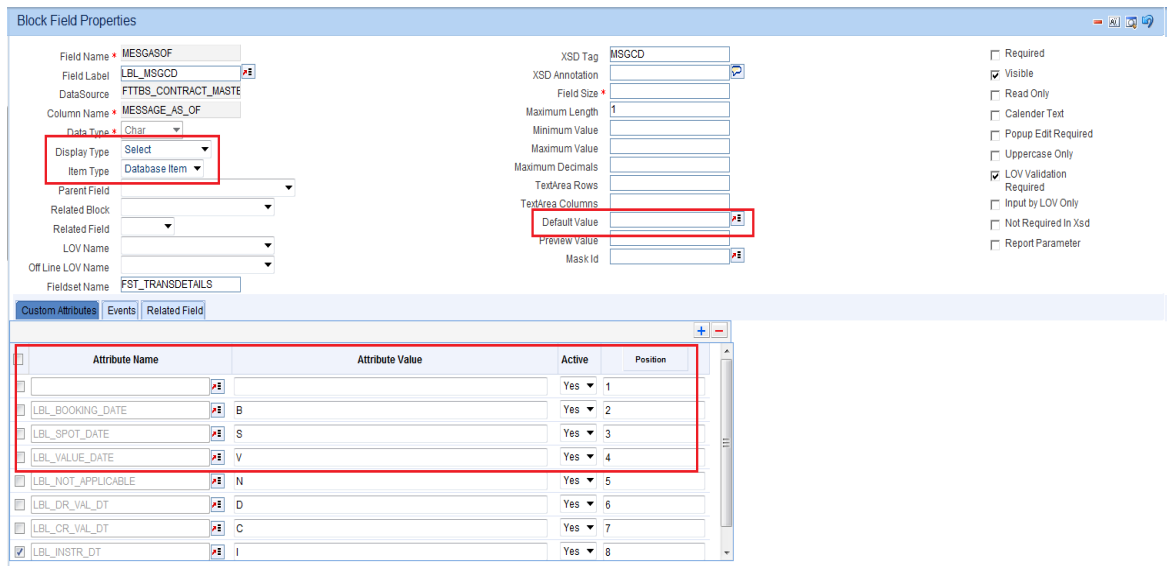 Block Field Properties
Field Name * MESGASOF
Field Label LBL_MSGCD
DataSource FTTBS_CONTRACT_MASTE
Column Name * MESSAGE_AS_OF
Data Type * Char
Display Type Select
Item Type Database Item
Parent Field
Related Block
Related Field
LOV Name
Off Line LOV Name
Fieldset Name FST_TRANSDETAILS
XSD Tag MSGCD
XSD Annotation
Field Size *
Maximum Length 1
Minimum Value
Maximum Value
Maximum Decimals
TextArea Rows
TextArea Columns
Default Value
Preview Value
Mask Id
Required
Visible
Read Only
Calender Text
Popup Edit Required
Uppercase Only
LOV Validation
Required
Input by LOV Only
Not Required In Xsd
Report Parameter
Custom Attributes Events Related Field
Attribute Name Attribute Value Active Position
Yes 1
LBL_BOOKING_DATE B Yes 2
LBL_SPOT_DATE S Yes 3
LBL_VALUE_DATE V Yes 4
LBL_NOT_APPLICABLE N Yes 5
LBL_DR_VAL_DT D Yes 6
LBL_CR_VAL_DT C Yes 7
LBL_INSTR_DT I Yes 8